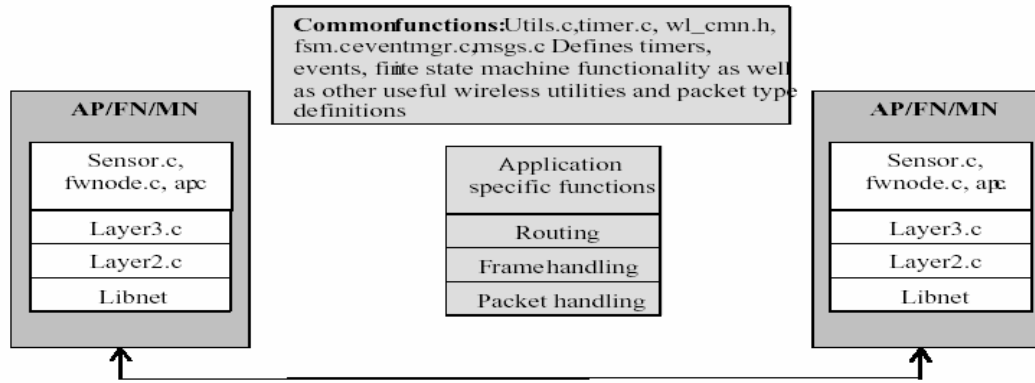 Commonfunctions:Utils.c,timer.c, wl_cmn.h,
fsm.ceventmgr.c,msgs.c Defines timers,
events, finite state machine functionality as well
as other useful wireless utilities and packet type
definitions
AP/FN/MN
Sensor.c,
fwnode.c, apc
Layer3.c
Layer2.c
Libnet
Application
specific functions
Routing
Framehandling
Packet handling
AP/FN/MN
Sensor.c,
fwnode.c, apc.
Layer3.c
Layer2.c
Libnet